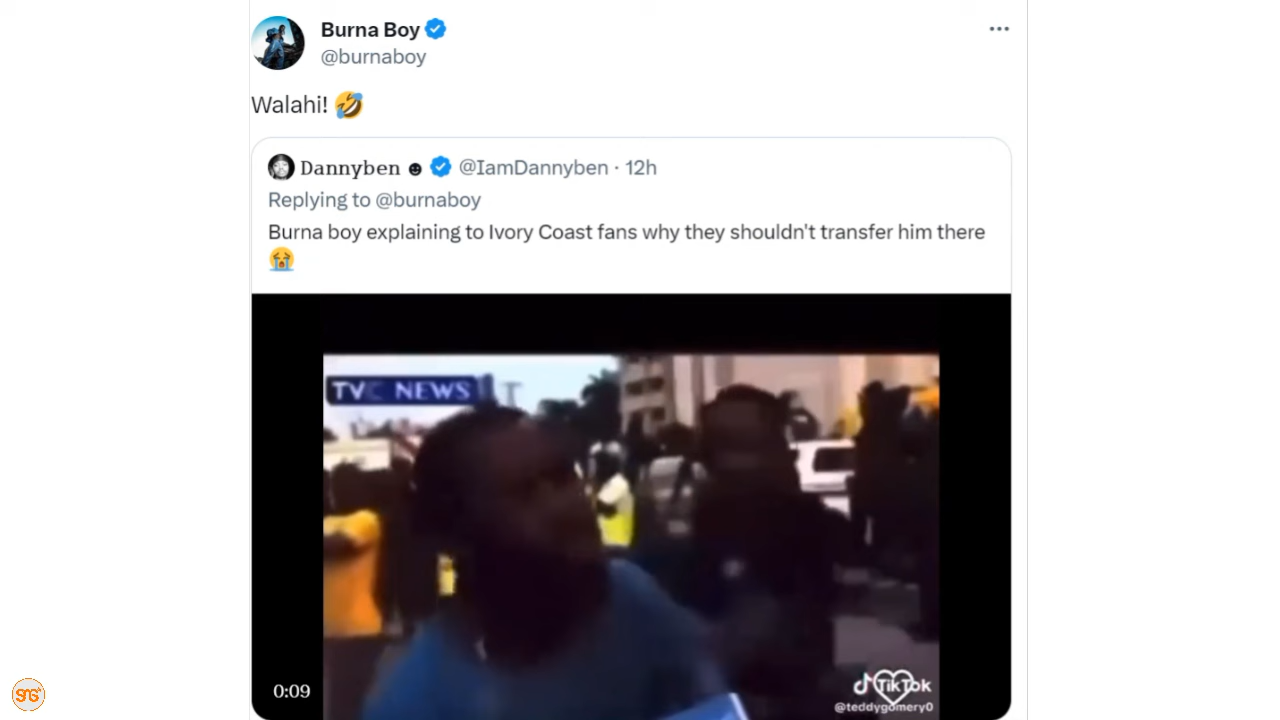 Burna Boy
@burnaboy
Walahi! 🤣
Dannyben ☻ @IamDannyben · 12h
Replying to @burnaboy
Burna boy explaining to Ivory Coast fans why they shouldn't transfer him there
😭
TVC NEWS
0:09
TikTok
@teddygomery0
SNS